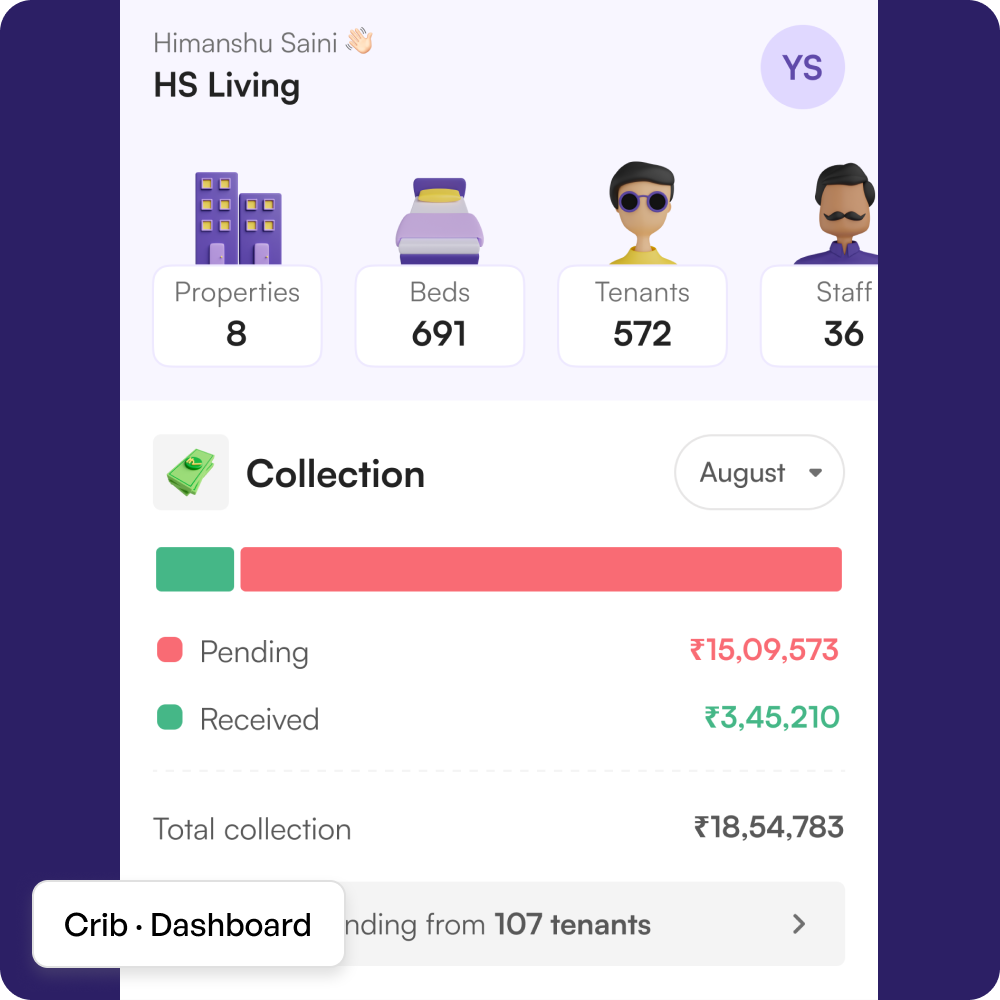 Himanshu Saini 👋🏻
HS Living
YS
Properties
8
Beds
691
Tenants
572
Staff
36
Collection
August
Pending
₹15,09,573
Received
₹3,45,210
Total collection
₹18,54,783
nding from 107 tenants
Crib · Dashboard